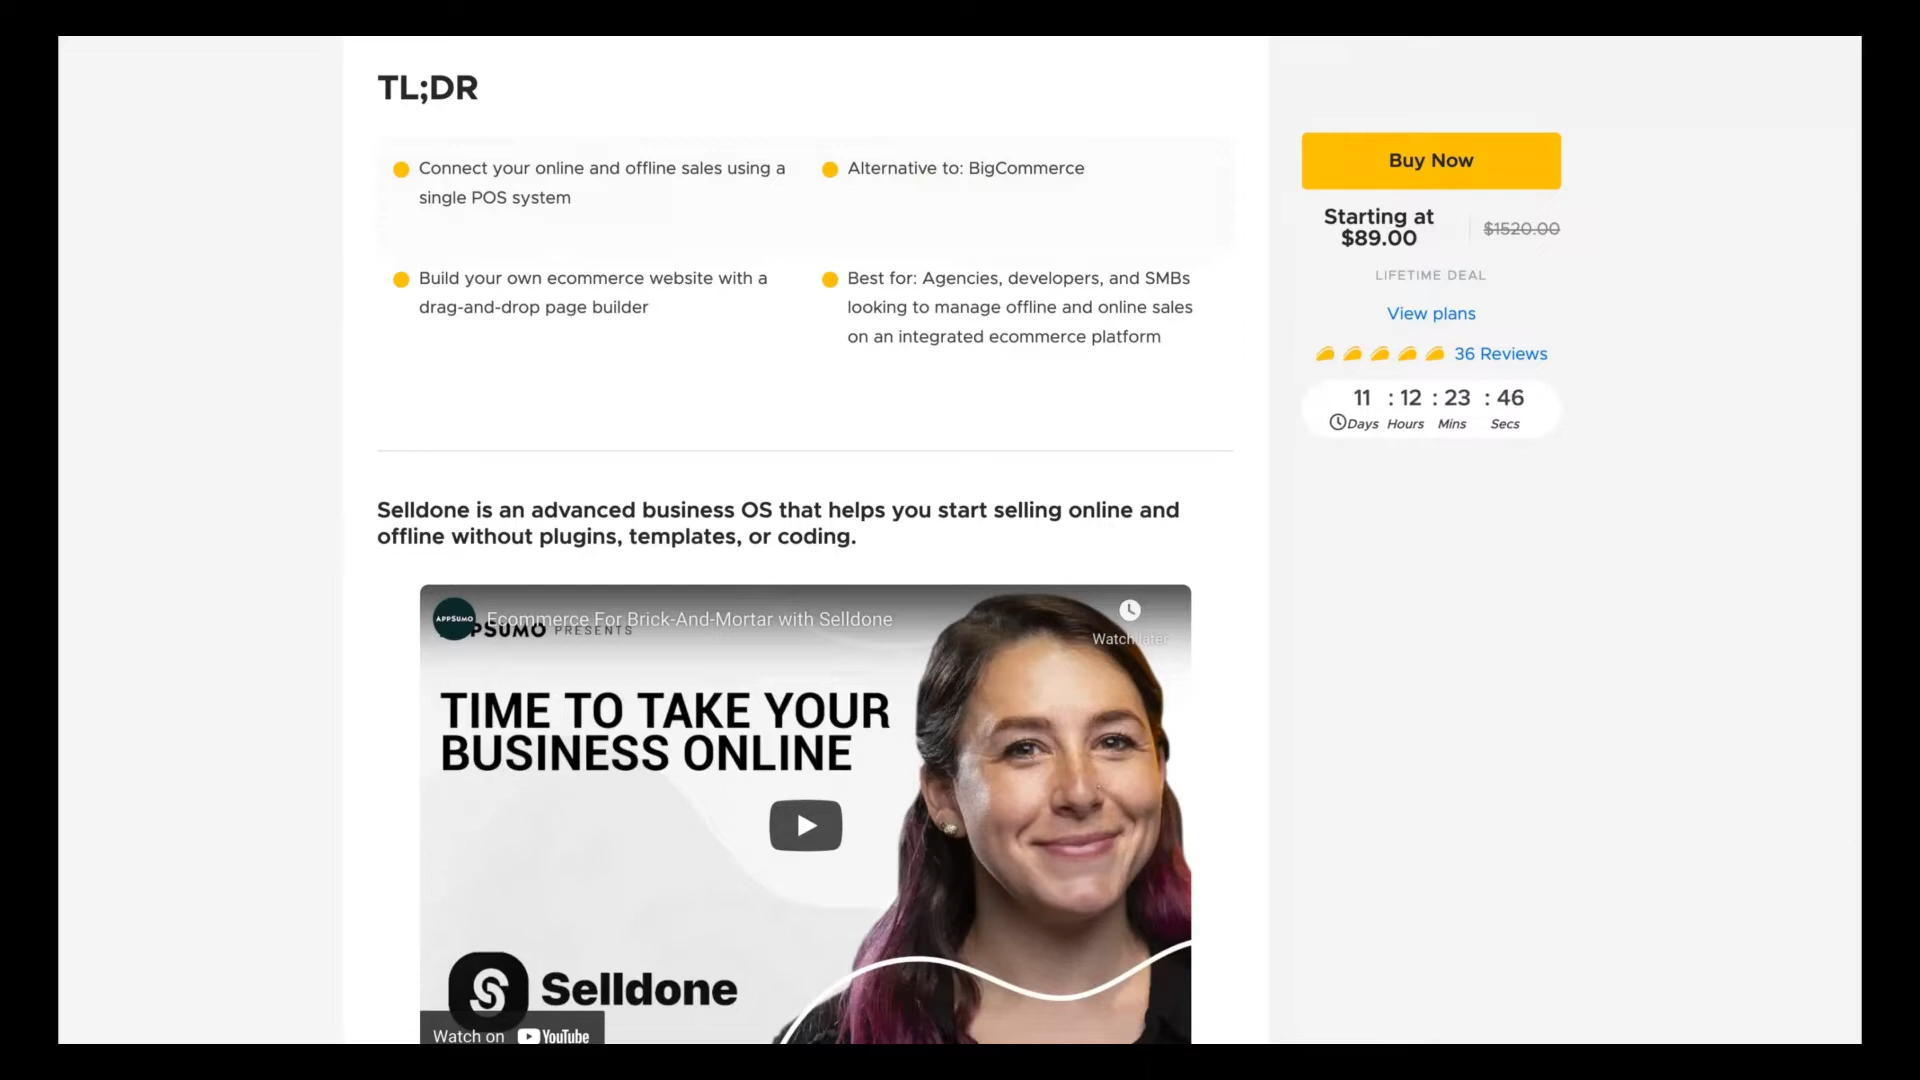 TL;DR
Connect your online and offline sales using a
single POS system
Alternative to: BigCommerce
Build your own ecommerce website with a
drag-and-drop page builder
Best for: Agencies, developers, and SMBs
looking to manage offline and online sales
on an integrated ecommerce platform
Buy Now
Starting at
$89.00
$1520.00
LIFETIME DEAL
View plans
36 Reviews
11 : 12 : 23 : 46
Days Hours Mins Secs
Selldone is an advanced business OS that helps you start selling online and
offline without plugins, templates, or coding.
APPSUMO
Ecommerce For Brick-And-Mortar with Selldone
PSUMO PRESENTS
Watch later
TIME TO TAKE YOUR
BUSINESS ONLINE
Selldone
Watch on YouTube